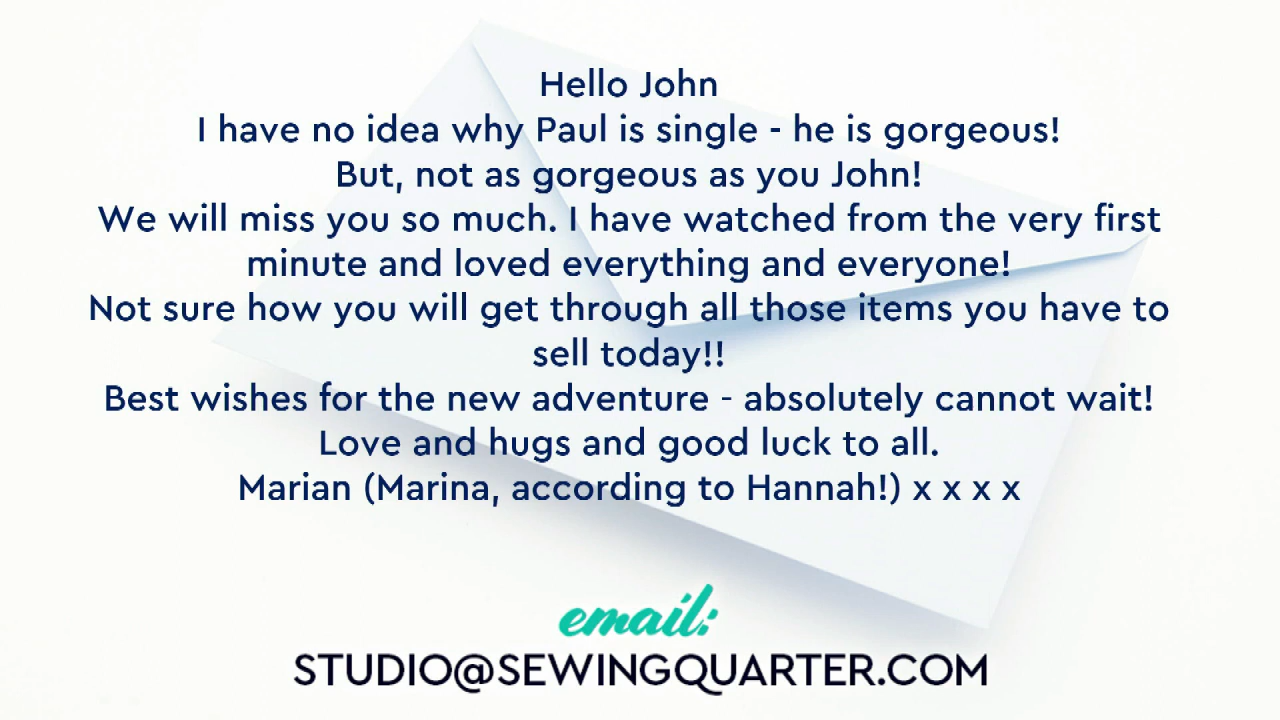 Hello John
I have no idea why Paul is single - he is gorgeous!
But, not as gorgeous as you John!
We will miss you so much. I have watched from the very first
minute and loved everything and everyone!
Not sure how you will get through all those items you have to
sell today!!
Best wishes for the new adventure - absolutely cannot wait!
Love and hugs and good luck to all.
Marian (Marina, according to Hannah!) x x x x
email:
STUDIO@SEWINGQUARTER.COM